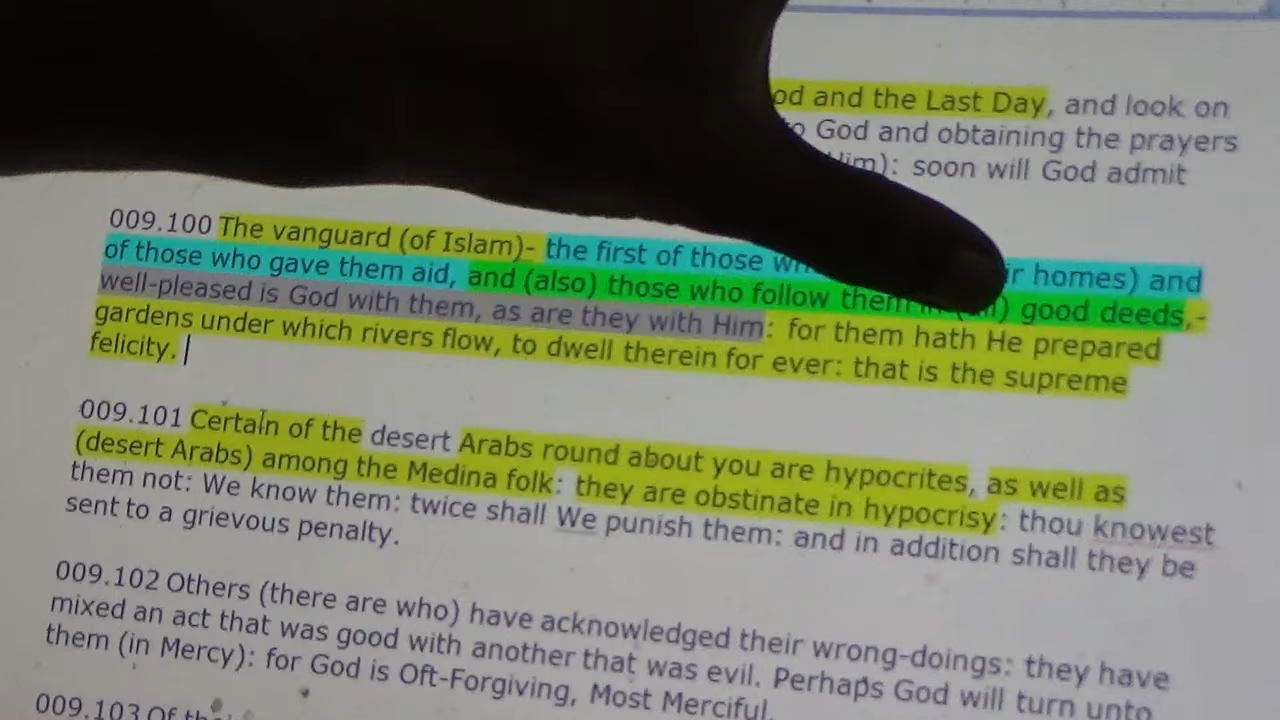 od and the Last Day, and look on
God and obtaining the prayers
Him): soon will God admit
009.100 The vanguard (of Islam)- the first of those homes) and
of those who gave them aid, and (also) those who follow them good deeds,-
well-pleased is God with them, as are they with Him: for them hath He prepared
gardens under which rivers flow, to dwell therein for ever: that is the supreme
felicity.
009.101 Certain of the desert Arabs round about you are hypocrites, as well as
(desert Arabs) among the Medina folk: they are obstinate in hypocrisy: thou knowest
them not: We know them: twice shall We punish them: and in addition shall they be
sent to a grievous penalty.
009.102 Others (there are who) have acknowledged their wrong-doings: they have
mixed an act that was good with another that was evil. Perhaps God will turn unto
them (in Mercy): for God is Oft-Forgiving, Most Merciful.
009.103 Of